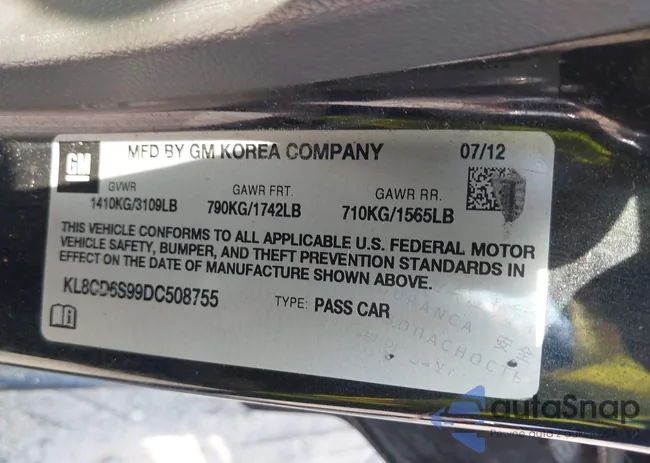 GM MFD BY GM KOREA COMPANY 07/12
GVWR GAWR FRT. GAWR RR.
1410KG/3109LB 790KG/1742LB 710KG/1565LB
THIS VEHICLE CONFORMS TO ALL APPLICABLE U.S. FEDERAL MOTOR
VEHICLE SAFETY, BUMPER, AND THEFT PREVENTION STANDARDS IN
EFFECT ON THE DATE OF MANUFACTURE SHOWN ABOVE.
KL8CD6S99DC508755 TYPE: PASS CAR
安全
autoSnap